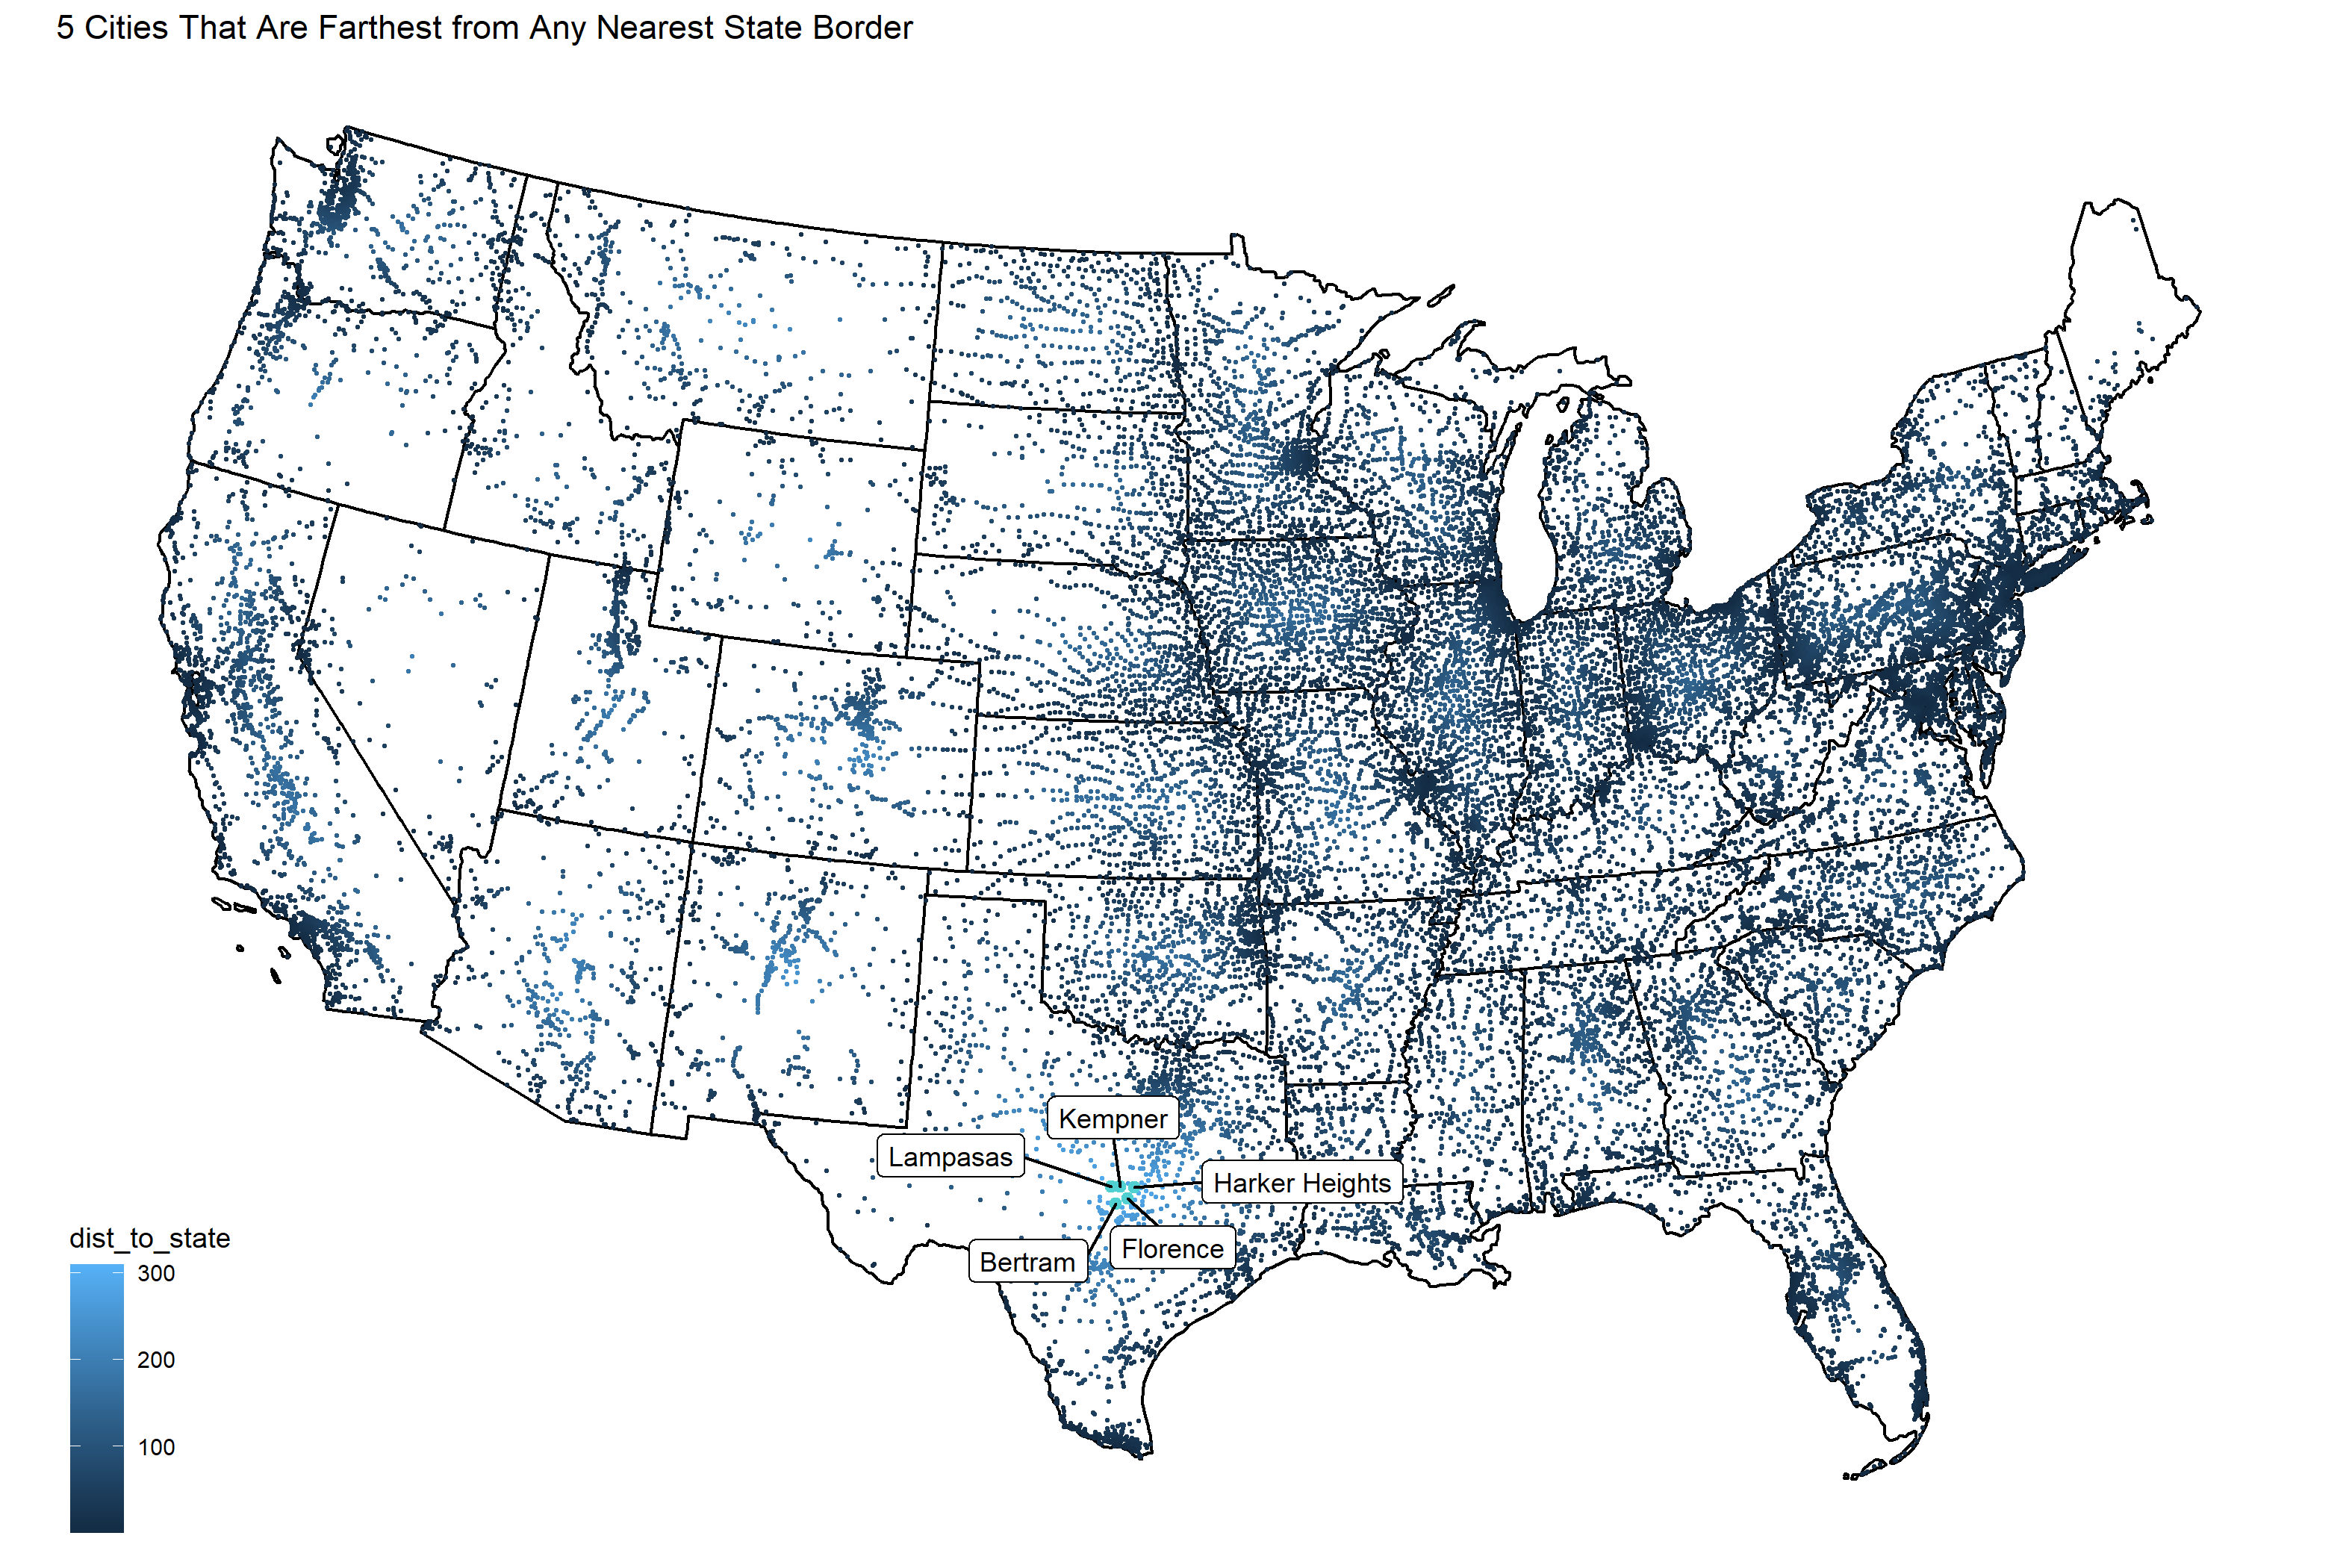 5 Cities That Are Farthest from Any Nearest State Border
Kempner
Lampasas
Harker Heights
Florence
Bertram
dist_to_state
300
200
100